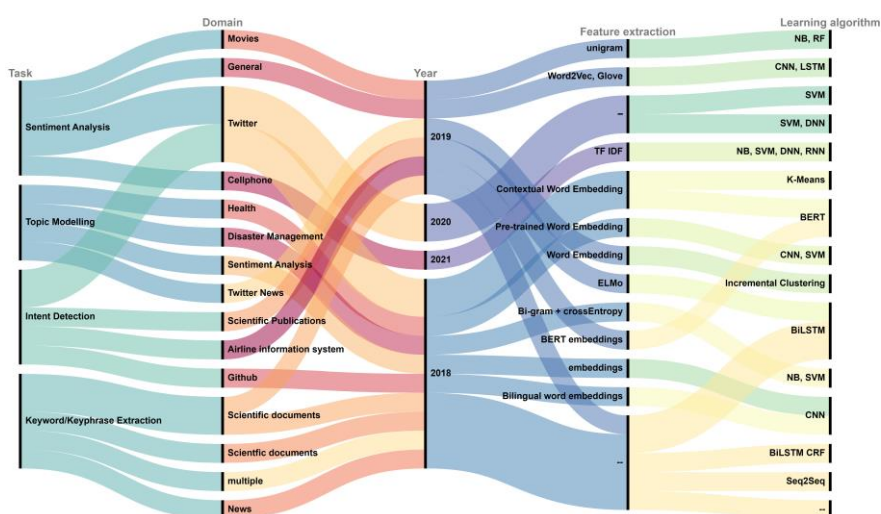 Task
Domain
Year
Feature extraction
Learning algorithm
Sentiment Analysis
Topic Modelling
Intent Detection
Keyword/Keyphrase Extraction
Movies
General
Twitter
Cellphone
Health
Disaster Management
Sentiment Analysis
Twitter News
Scientific Publications
Airline information system
Github
Scientific documents
Scientfic documents
multiple
News
2019
2020
2021
2018
unigram
Word2Vec, Glove
--
TF IDF
Contextual Word Embedding
Pre-trained Word Embedding
Word Embedding
ELMo
Bi-gram + crossEntropy
BERT embeddings
embeddings
Bilingual word embeddings
--
NB, RF
CNN, LSTM
SVM
SVM, DNN
NB, SVM, DNN, RNN
K-Means
BERT
CNN, SVM
Incremental Clustering
BiLSTM
NB, SVM
CNN
BiLSTM CRF
Seq2Seq
--